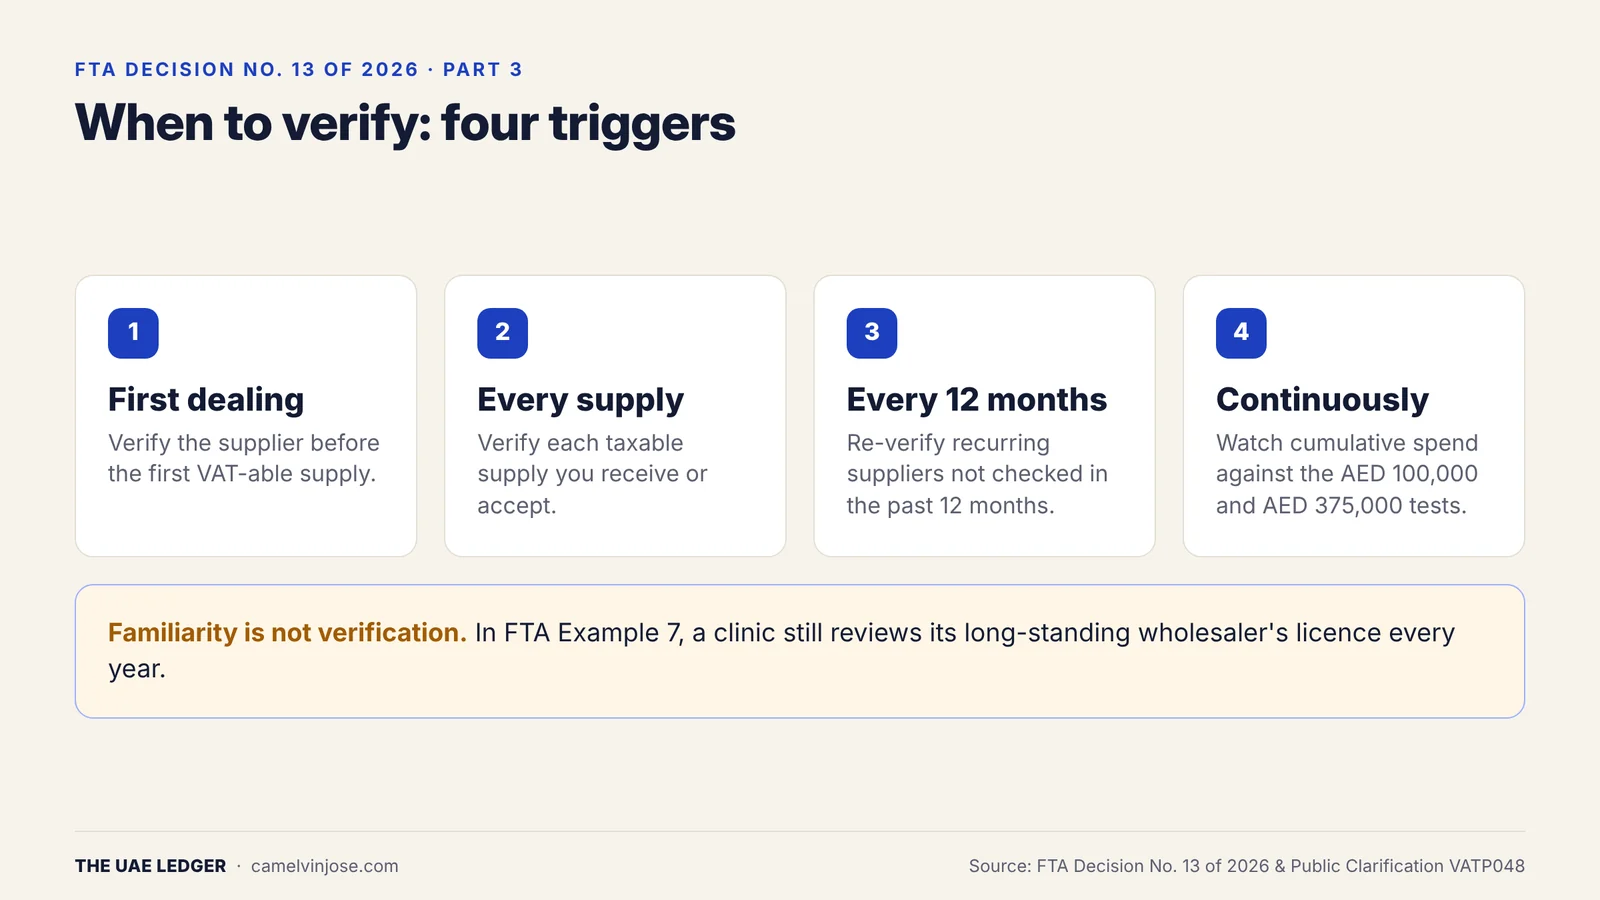 FTA DECISION NO. 13 OF 2026 · PART 3
When to verify: four triggers
1
First dealing
Verify the supplier before
the first VAT-able supply.
2
Every supply
Verify each taxable
supply you receive or
accept.
3
Every 12 months
Re-verify recurring
suppliers not checked in
the past 12 months.
4
Continuously
Watch cumulative spend
against the AED 100,000
and AED 375,000 tests.
Familiarity is not verification. In FTA Example 7, a clinic still reviews its long-standing wholesaler's licence every
year.
THE UAE LEDGER · camelvinjose.com
Source: FTA Decision No. 13 of 2026 & Public Clarification VATP048